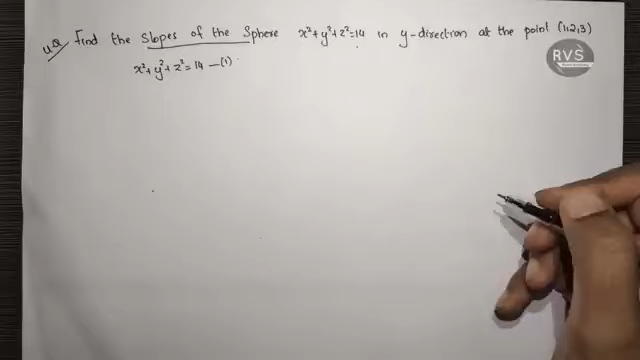 UQ Find the Slopes of the Sphere x²+y²+z²=14 in y-direction at the point (1,2,3)
x²+y²+z²=14 —(1)
RVS